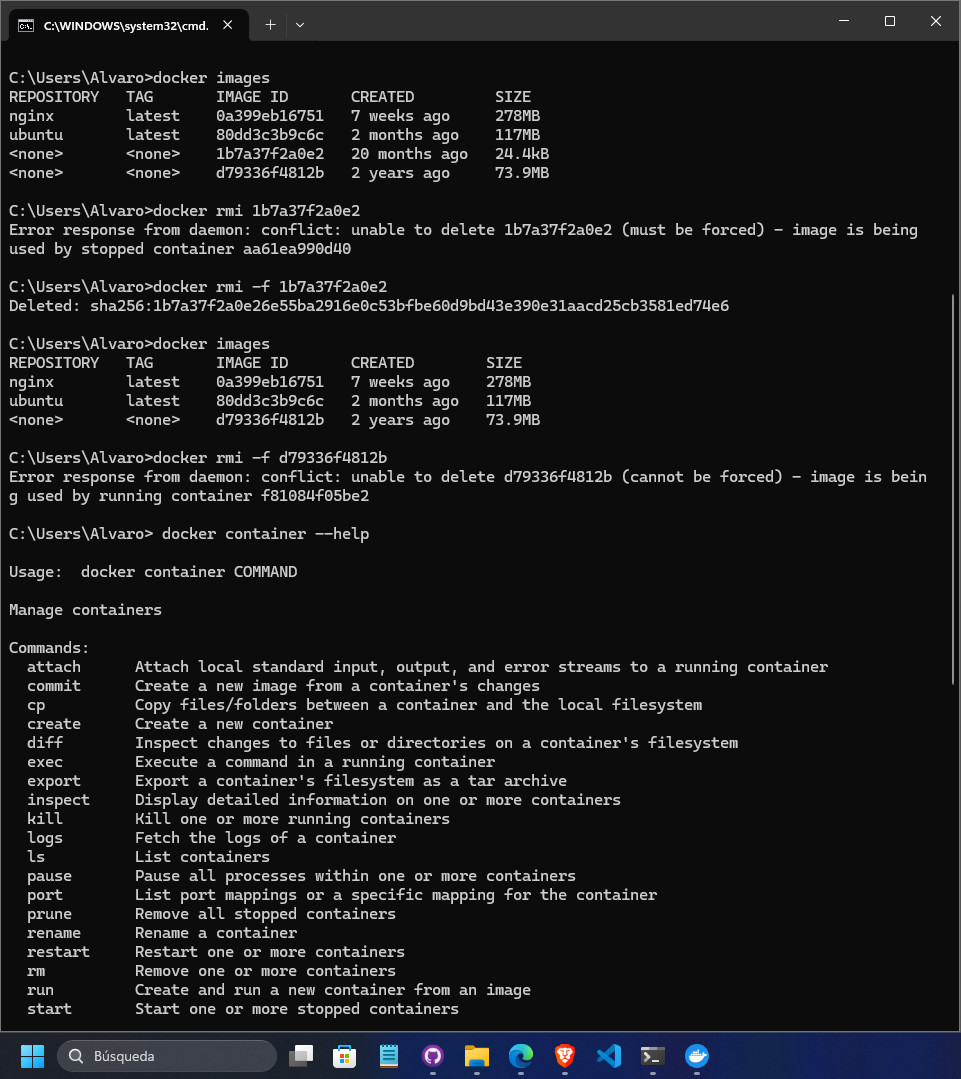 C:\WINDOWS\system32\cmd.
C:\Users\Alvaro>docker images
REPOSITORY   TAG       IMAGE ID       CREATED         SIZE
nginx        latest    0a399eb16751   7 weeks ago     278MB
ubuntu       latest    80dd3c3b9c6c   2 months ago    117MB
<none>       <none>    1b7a37f2a0e2   20 months ago   24.4kB
<none>       <none>    d79336f4812b   2 years ago     73.9MB
C:\Users\Alvaro>docker rmi 1b7a37f2a0e2
Error response from daemon: conflict: unable to delete 1b7a37f2a0e2 (must be forced) - image is being
used by stopped container aa61ea990d40
C:\Users\Alvaro>docker rmi -f 1b7a37f2a0e2
Deleted: sha256:1b7a37f2a0e26e55ba2916e0c53bfbe60d9bd43e390e31aacd25cb3581ed74e6
C:\Users\Alvaro>docker images
REPOSITORY   TAG       IMAGE ID       CREATED        SIZE
nginx        latest    0a399eb16751   7 weeks ago    278MB
ubuntu       latest    80dd3c3b9c6c   2 months ago   117MB
<none>       <none>    d79336f4812b   2 years ago    73.9MB
C:\Users\Alvaro>docker rmi -f d79336f4812b
Error response from daemon: conflict: unable to delete d79336f4812b (cannot be forced) - image is bein
g used by running container f81084f05be2
C:\Users\Alvaro> docker container --help
Usage:  docker container COMMAND
Manage containers
Commands:
  attach      Attach local standard input, output, and error streams to a running container
  commit      Create a new image from a container's changes
  cp          Copy files/folders between a container and the local filesystem
  create      Create a new container
  diff        Inspect changes to files or directories on a container's filesystem
  exec        Execute a command in a running container
  export      Export a container's filesystem as a tar archive
  inspect     Display detailed information on one or more containers
  kill        Kill one or more running containers
  logs        Fetch the logs of a container
  ls          List containers
  pause       Pause all processes within one or more containers
  port        List port mappings or a specific mapping for the container
  prune       Remove all stopped containers
  rename      Rename a container
  restart     Restart one or more containers
  rm          Remove one or more containers
  run         Create and run a new container from an image
  start       Start one or more stopped containers
Búsqueda